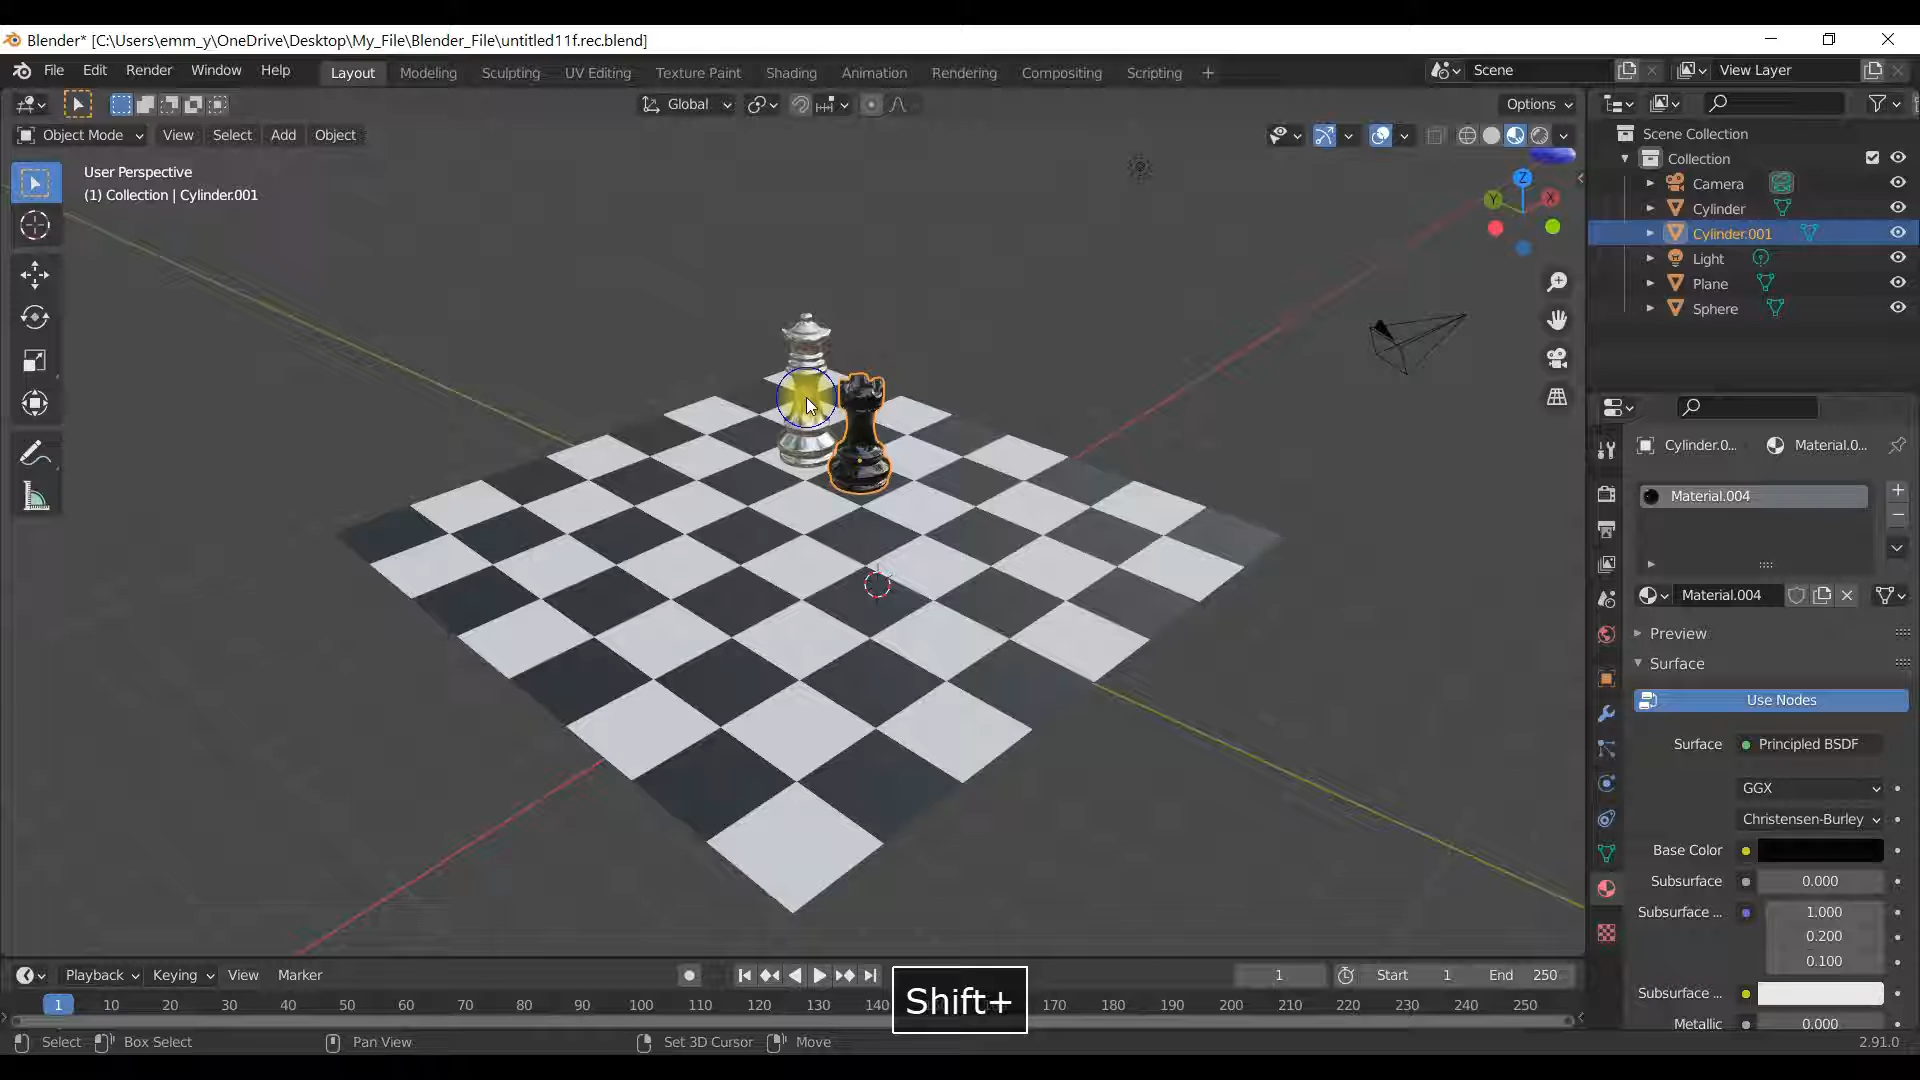 Blender* [C:\Users\emm_y\OneDrive\Desktop\My_File\Blender_File\untitled11f.rec.blend]
File Edit Render Window Help Layout Modeling Sculpting UV Editing Texture Paint Shading Animation Rendering Compositing Scripting + Scene View Layer
Global Options
Object Mode View Select Add Object
User Perspective
(1) Collection | Cylinder.001
Z
Y
X
Scene Collection
Collection
Camera
Cylinder
Cylinder.001
Light
Plane
Sphere
Cylinder.0... Material.0...
Material.004
Material.004
Preview
Surface
Use Nodes
Surface Principled BSDF
GGX
Christensen-Burley
Base Color
Subsurface 0.000
Subsurface ... 1.000
0.200
0.100
Subsurface ...
Metallic 0.000
Playback Keying View Marker 1 Start 1 End 250
1 10 20 30 40 50 60 70 80 90 100 110 120 130 140 170 180 190 200 210 220 230 240 250
Shift+
Select Box Select Pan View Set 3D Cursor Move 2.91.0